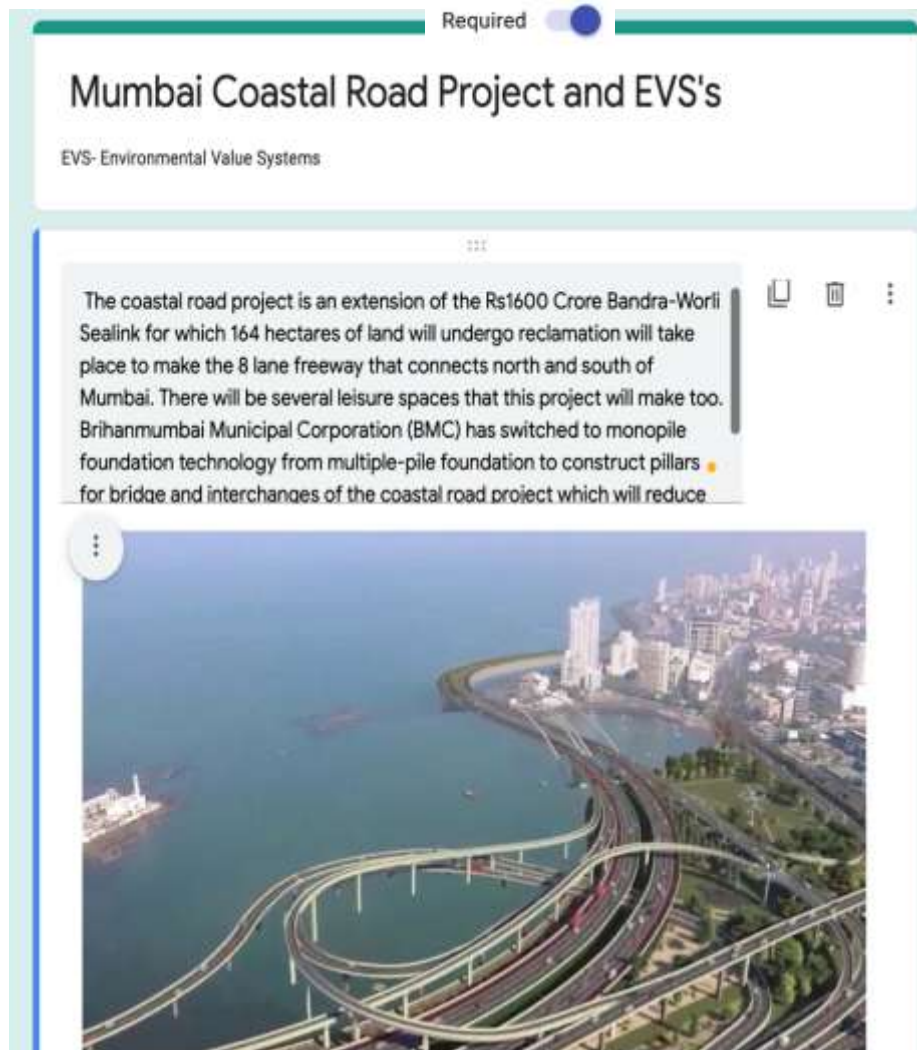 Required
Mumbai Coastal Road Project and EVS's
EVS- Environmental Value Systems
The coastal road project is an extension of the Rs1600 Crore Bandra-Worli
Sealink for which 164 hectares of land will undergo reclamation will take
place to make the 8 lane freeway that connects north and south of
Mumbai. There will be several leisure spaces that this project will make too.
Brihanmumbai Municipal Corporation (BMC) has switched to monopile
foundation technology from multiple-pile foundation to construct pillars
for bridge and interchanges of the coastal road project which will reduce